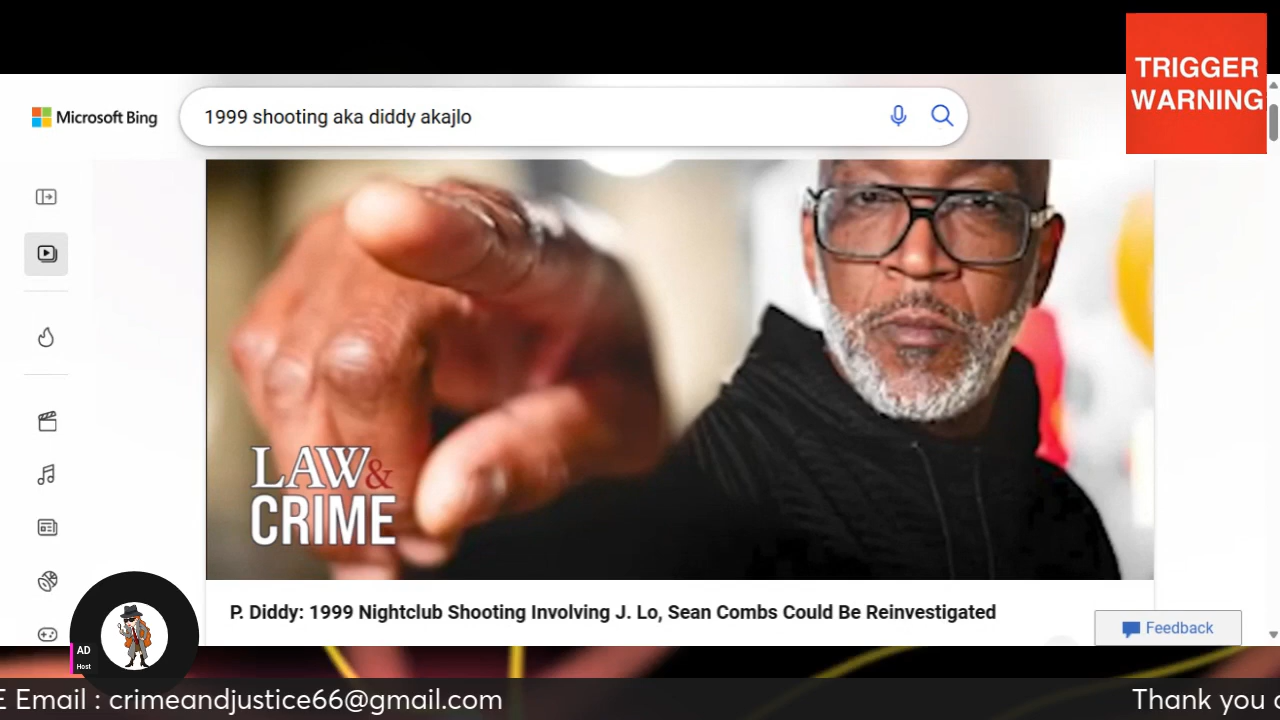 TRIGGER
WARNING
Microsoft Bing
1999 shooting aka diddy akajlo
LAW&
CRIME
P. Diddy: 1999 Nightclub Shooting Involving J. Lo, Sean Combs Could Be Reinvestigated
Feedback
AD
Host
E Email : crimeandjustice66@gmail.com
Thank you